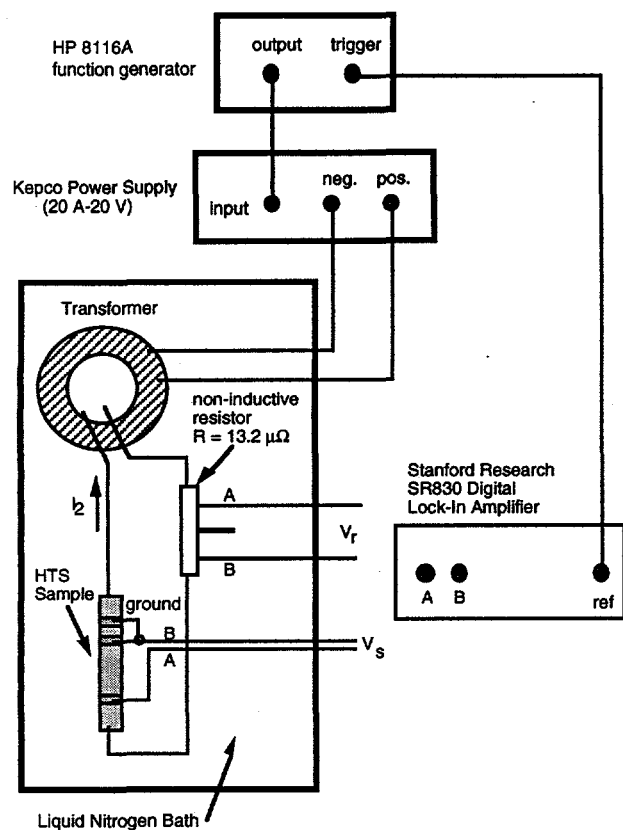 HP 8116A
function generator
output
trigger
Kepco Power Supply
(20 A-20 V)
input
neg.
pos.
Transformer
non-inductive
resistor
R = 13.2 μΩ
I2
A
B
Vr
Stanford Research
SR830 Digital
Lock-In Amplifier
A
B
ref
HTS
Sample
ground
B
A
Vs
Liquid Nitrogen Bath